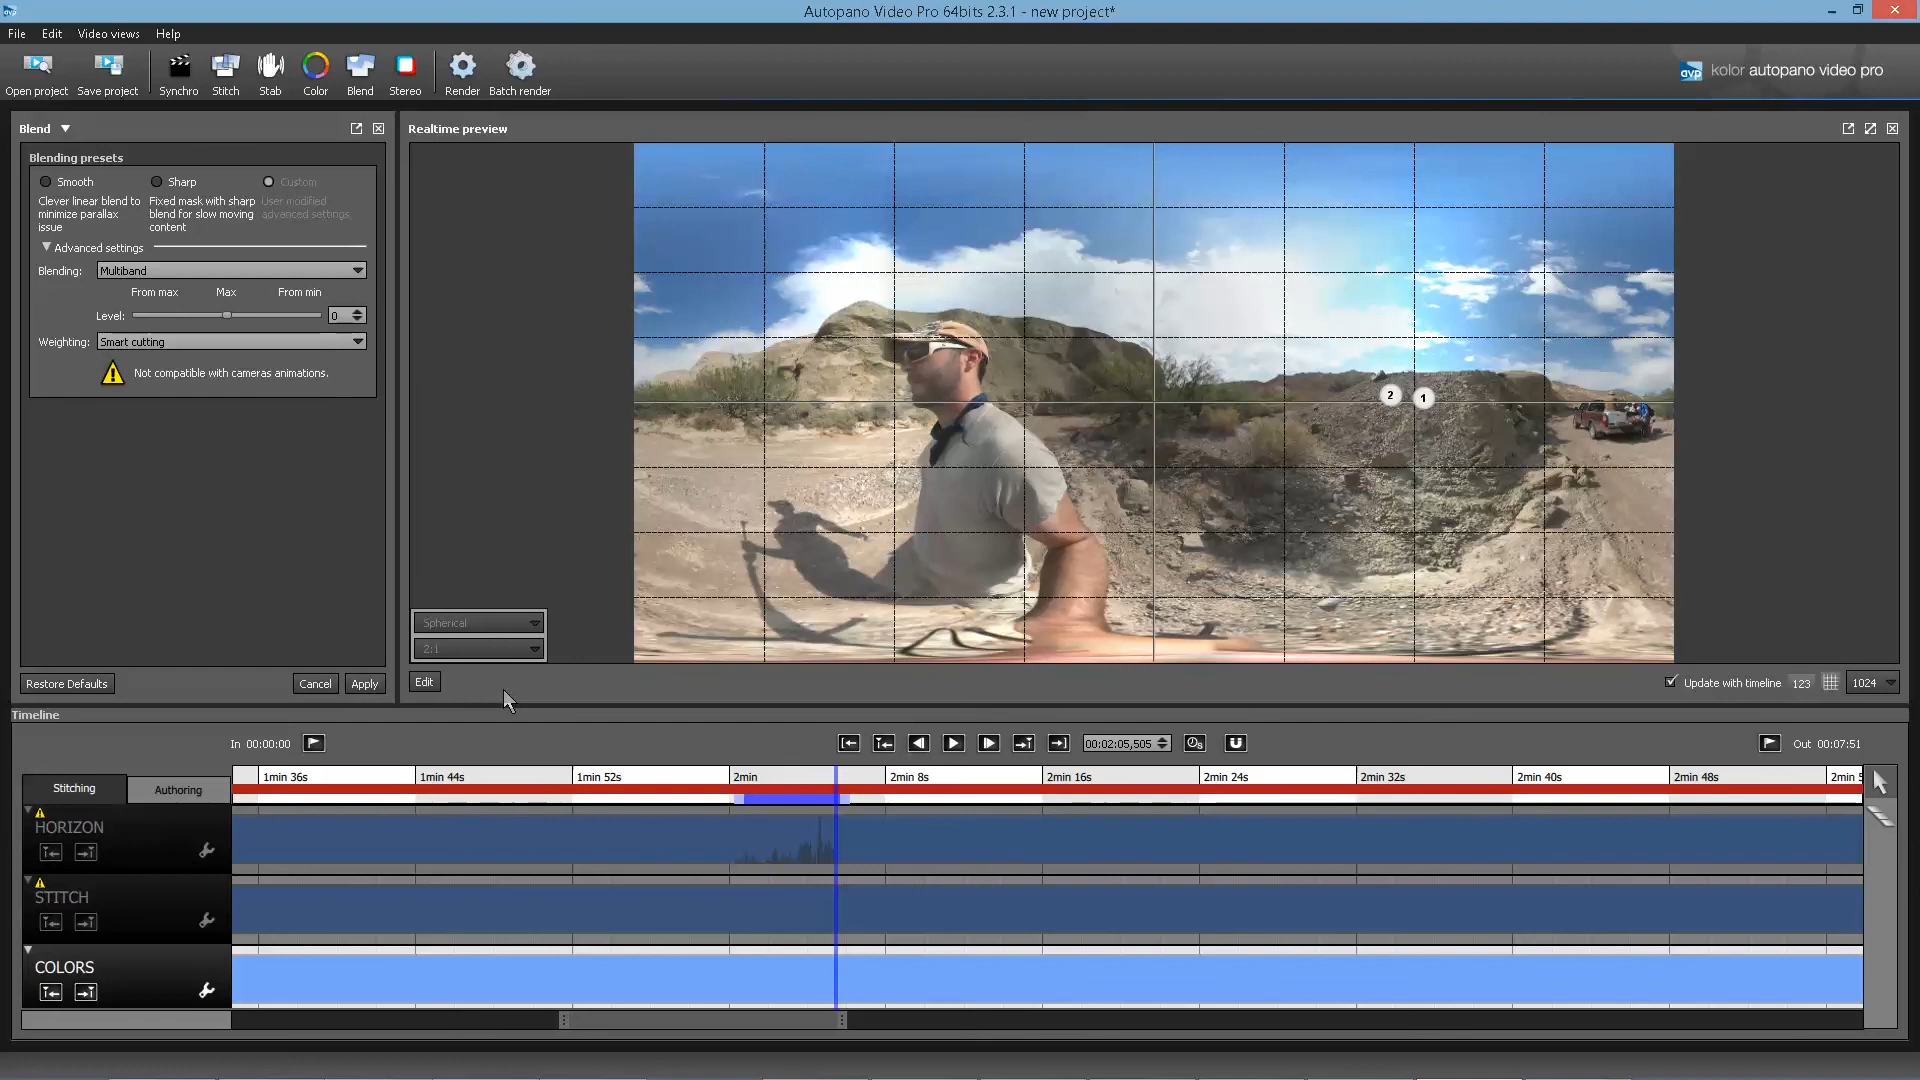 Autopano Video Pro 64bits 2.3.1 - new project*
File Edit Video views Help
Open project Save project Synchro Stitch Stab Color Blend Stereo Render Batch render
avp kolor autopano video pro
Blend
Realtime preview
Blending presets
Smooth Sharp Custom
Clever linear blend to minimize parallax issue
Fixed mask with sharp blend for slow moving content
User modified advanced settings
Advanced settings
Blending: Multiband
From max Max From min
Level: 0
Weighting: Smart cutting
Not compatible with cameras animations.
2 1
Spherical
2:1
Restore Defaults Cancel Apply
Edit
Update with timeline 123 1024
Timeline
In 00:00:00
00:02:05,505
Out 00:07:51
Stitching Authoring
1min 36s 1min 44s 1min 52s 2min 2min 8s 2min 16s 2min 24s 2min 32s 2min 40s 2min 48s 2min 5
HORIZON
STITCH
COLORS